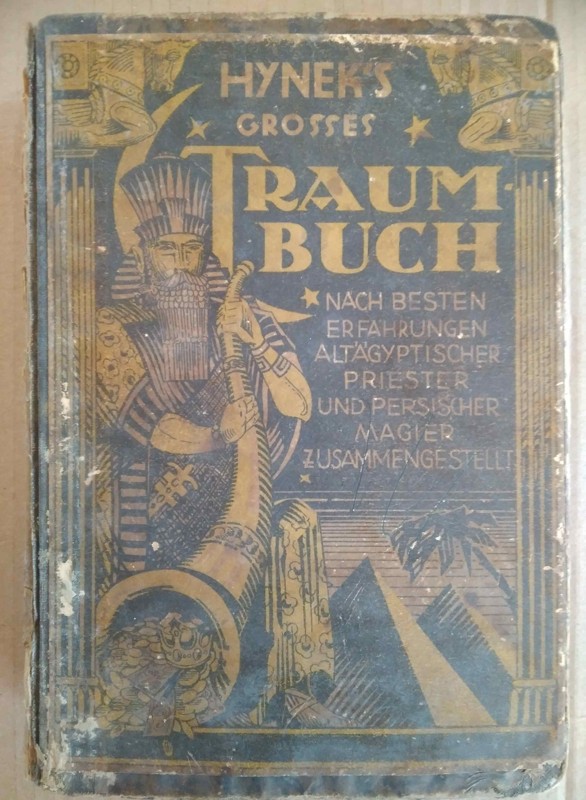 HYNEK'S
GROSSES
TRAUM-
BUCH
NACH BESTEN
ERFAHRUNGEN
ALTÄGYPTISCHER
PRIESTER
UND PERSISCHER
MAGIER
ZUSAMMENGESTELLT